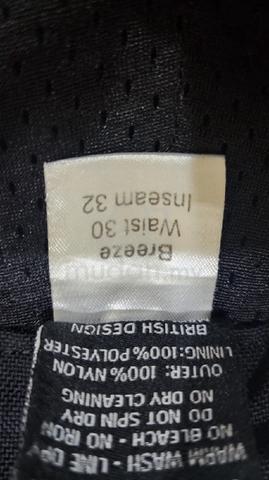 Breeze
Waist 30
Inseam 32
WARM WASH - LINE DRY
NO BLEACH - NO IRON
DO NOT SPIN DRY
NO DRY CLEANING
OUTER: 100% NYLON
LINING:100% POLYESTER
BRITISH DESIGN